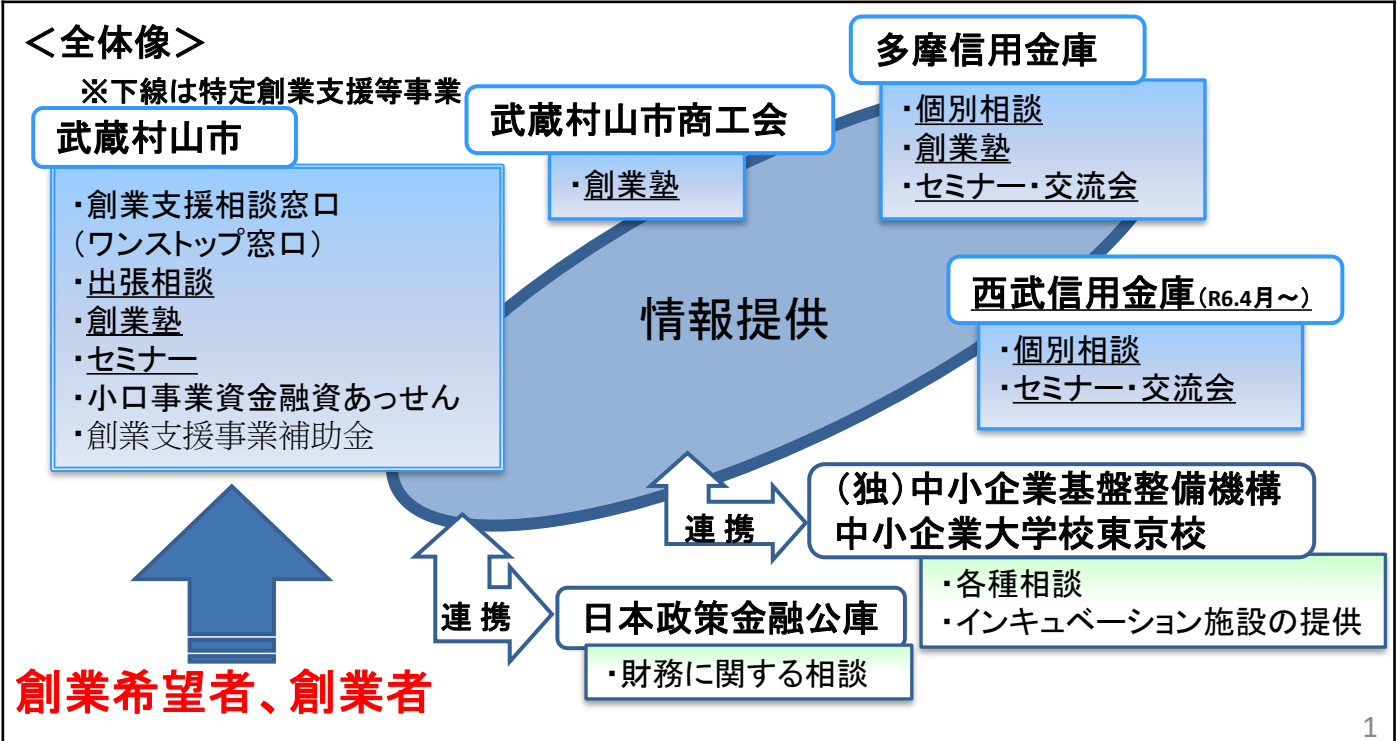 ＜全体像＞
※下線は特定創業支援等事業
武蔵村山市
・創業支援相談窓口
（ワンストップ窓口）
・出張相談
・創業塾
・セミナー
・小口事業資金融資あっせん
・創業支援事業補助金
武蔵村山市商工会
・創業塾
多摩信用金庫
・個別相談
・創業塾
・セミナー・交流会
西武信用金庫(R6.4月～)
・個別相談
・セミナー・交流会
情報提供
連 携
（独）中小企業基盤整備機構
中小企業大学校東京校
・各種相談
・インキュベーション施設の提供
連 携
日本政策金融公庫
・財務に関する相談
創業希望者、創業者
1